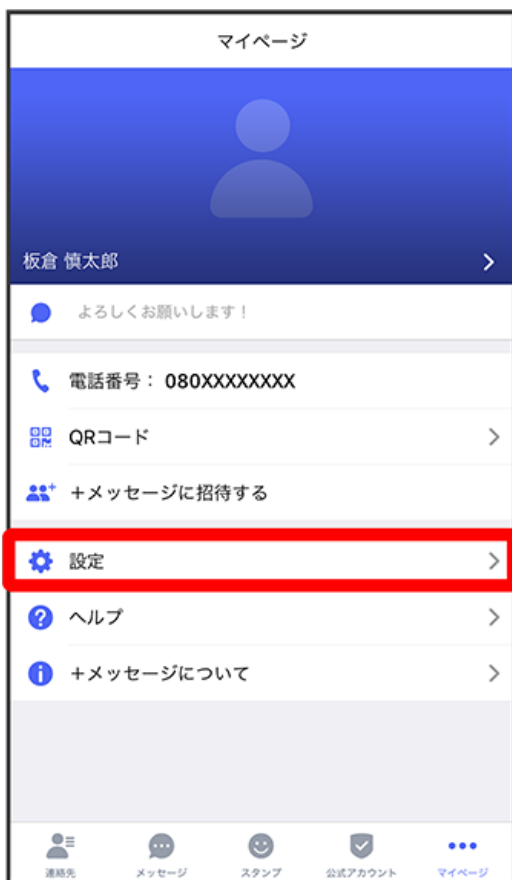 マイページ
板倉 慎太郎
よろしくお願いします！
電話番号： 080XXXXXXXX
QRコード
+メッセージに招待する
設定
ヘルプ
+メッセージについて
連絡先 メッセージ スタンプ 公式アカウント マイページ